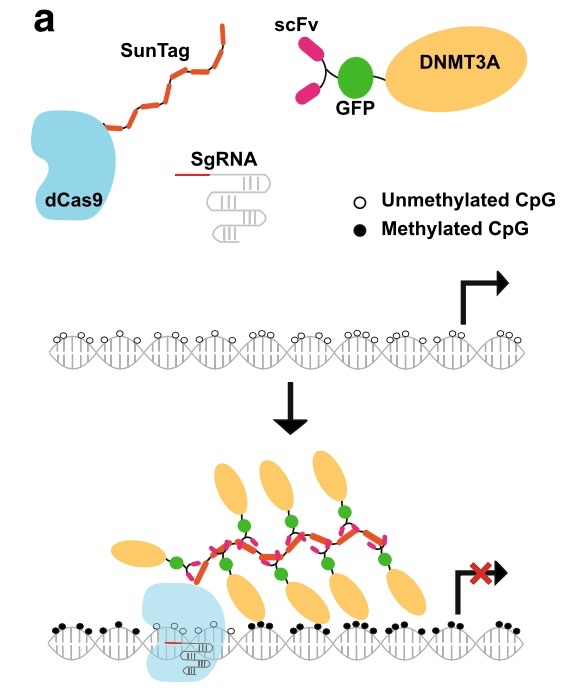 a
SunTag
scFv
DNMT3A
GFP
SgRNA
dCas9
Unmethylated CpG
Methylated CpG